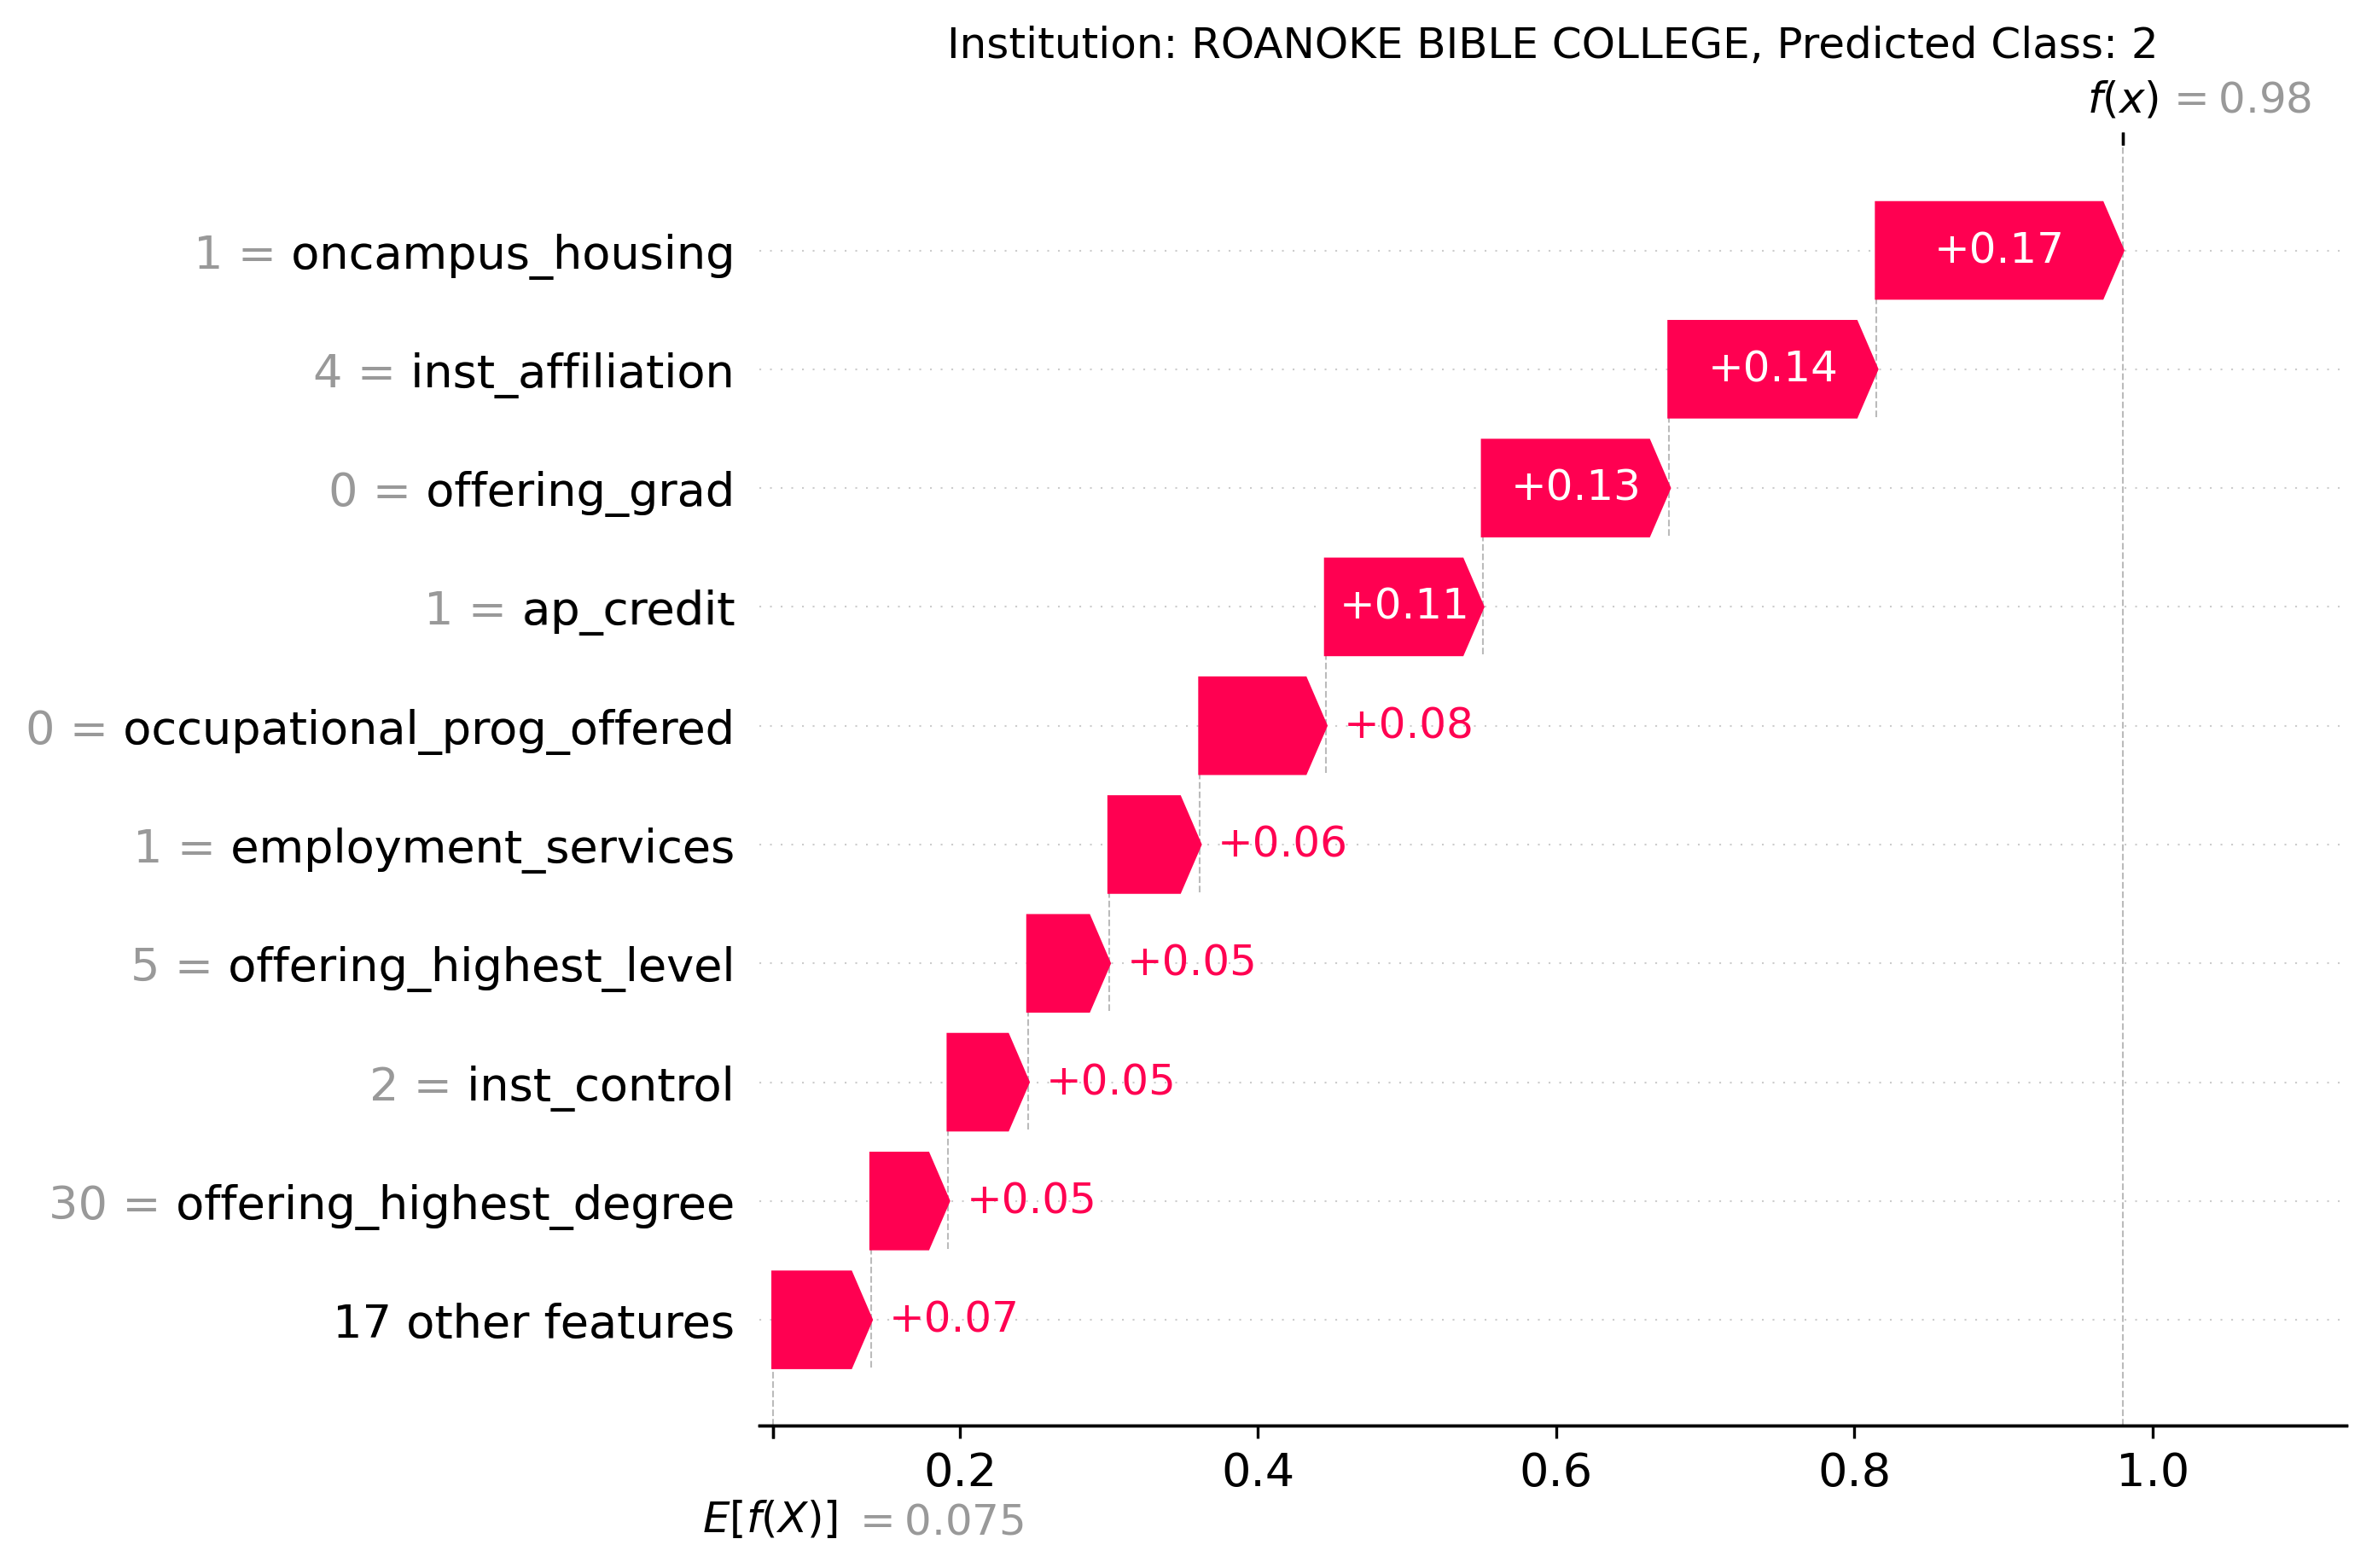 Institution: ROANOKE BIBLE COLLEGE, Predicted Class: 2
f(x) = 0.98
1 = oncampus_housing +0.17
4 = inst_affiliation +0.14
0 = offering_grad +0.13
1 = ap_credit +0.11
0 = occupational_prog_offered +0.08
1 = employment_services +0.06
5 = offering_highest_level +0.05
2 = inst_control +0.05
30 = offering_highest_degree +0.05
17 other features +0.07
0.2 0.4 0.6 0.8 1.0
E[f(X)] = 0.075